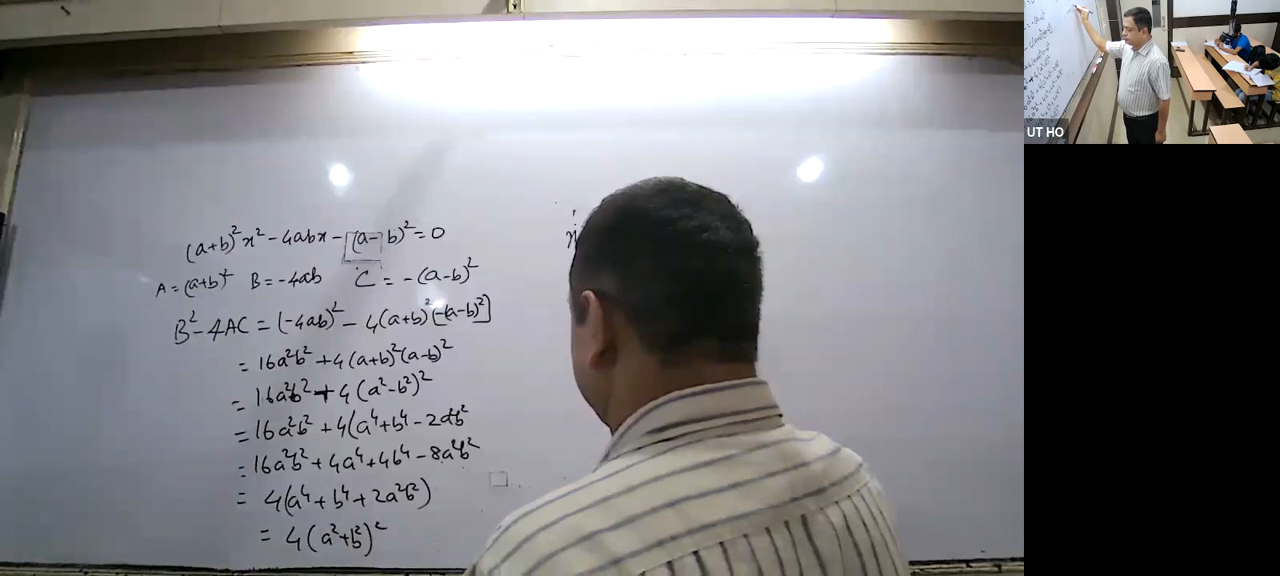 (a+b)²x² - 4abx - (a-b)² = 0
A = (a+b)² B = -4ab C = -(a-b)²
B² - 4AC = (-4ab)² - 4(a+b)²[-(a-b)²]
= 16a²b² + 4(a+b)²(a-b)²
= 16a²b² + 4(a²-b²)²
= 16a²b² + 4(a⁴+b⁴-2a²b²
= 16a²b² + 4a⁴ + 4b⁴ - 8a²b²
= 4(a⁴+b⁴+2a²b²)
= 4(a²+b²)²
UT HO